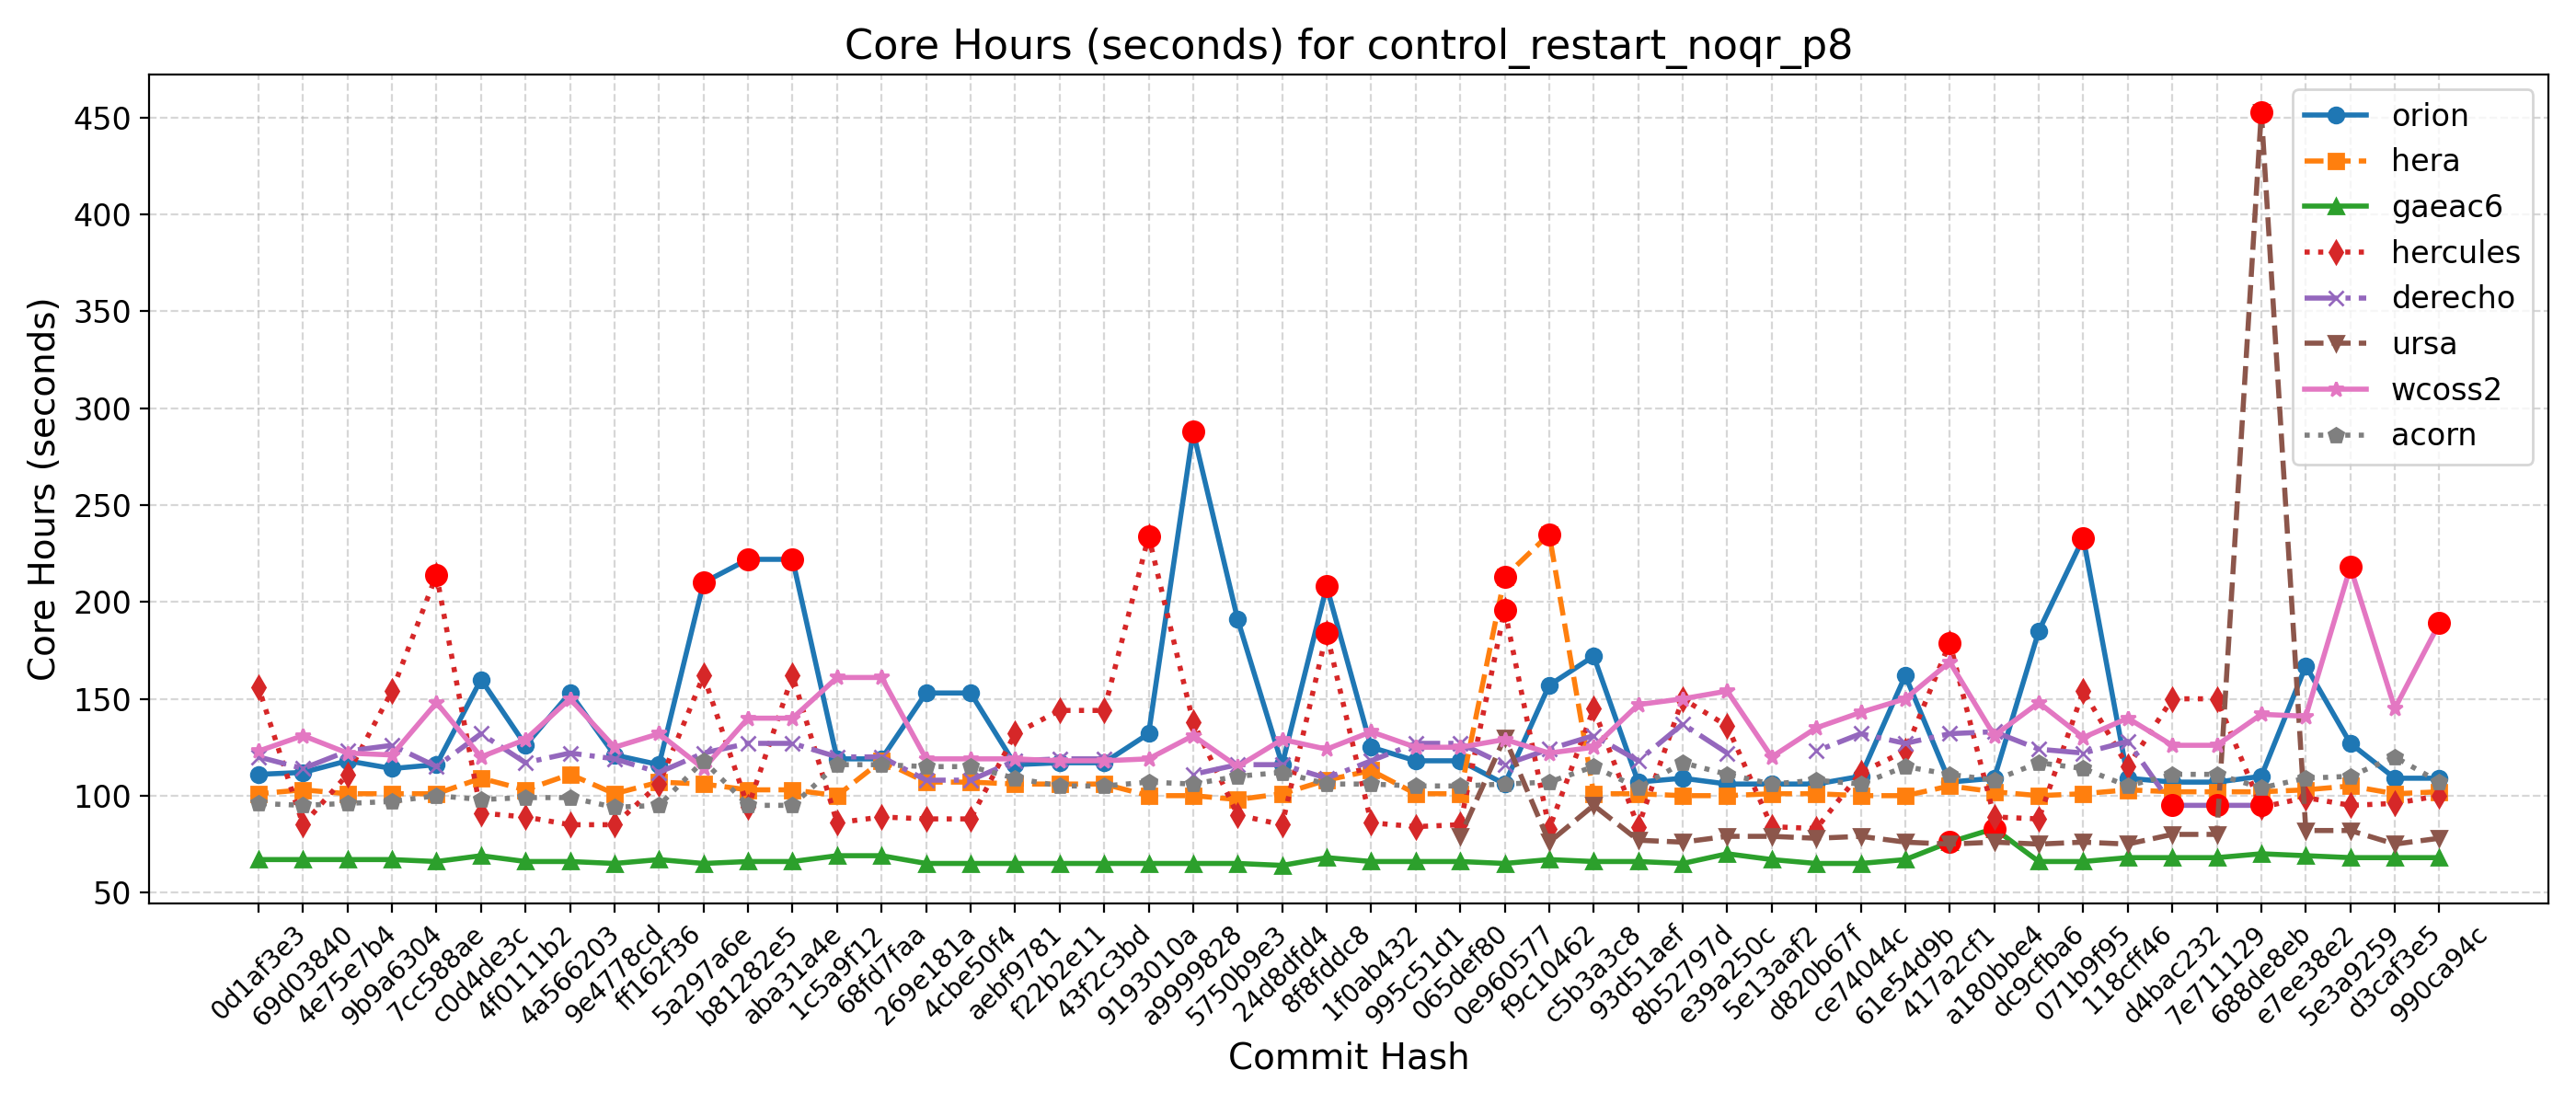 Core Hours (seconds) for control_restart_noqr_p8
Core Hours (seconds)
450
400
350
300
250
200
150
100
50
orion
hera
gaeac6
hercules
derecho
ursa
wcoss2
acorn
0d1af3e3
69d03840
4e75e7b4
9b9a6304
7cc588ae
c0d4de3c
4f0111b2
4a566203
9e4778cd
ff162f36
5a297a6e
b81282e5
aba31a4e
1c5a9f12
68fd7faa
269e181a
4cbe50f4
aebf9781
f22b2e11
43f2c3bd
9193010a
a9999828
5750b9e3
24d8dfd4
8f8fddc8
1f0ab432
995c51d1
065def80
0e960577
f9c10462
c5b3a3c8
93d51aef
8b52797d
e39a250c
5e13aaf2
d820b67f
ce74044c
61e54d9b
417a2cf1
a180bbe4
dc9cfba6
071b9f95
118cff46
d4bac232
7e711129
688de8eb
e7ee38e2
5e3a9259
d3caf3e5
990ca94c
Commit Hash